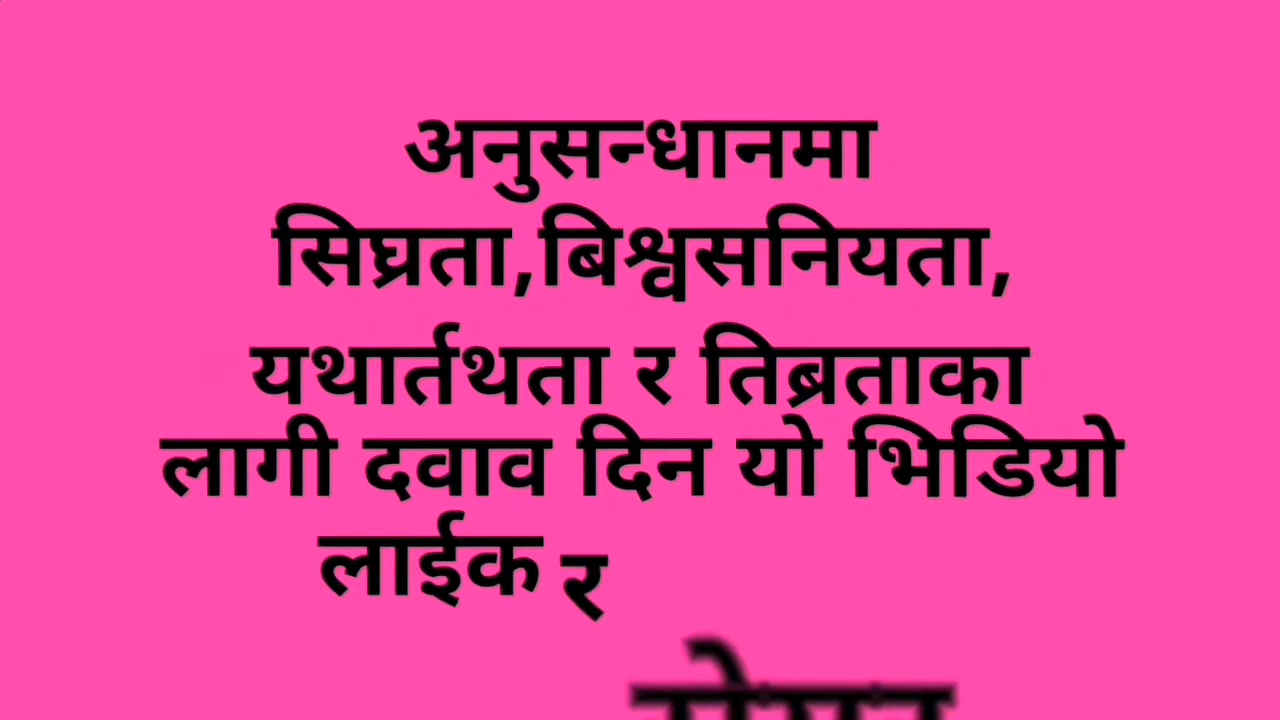 अनुसन्धानमा
सिघ्रता,बिश्वसनियता,
यथार्तथता र तिब्रताका
लागी दवाव दिन यो भिडियो
लाईक र